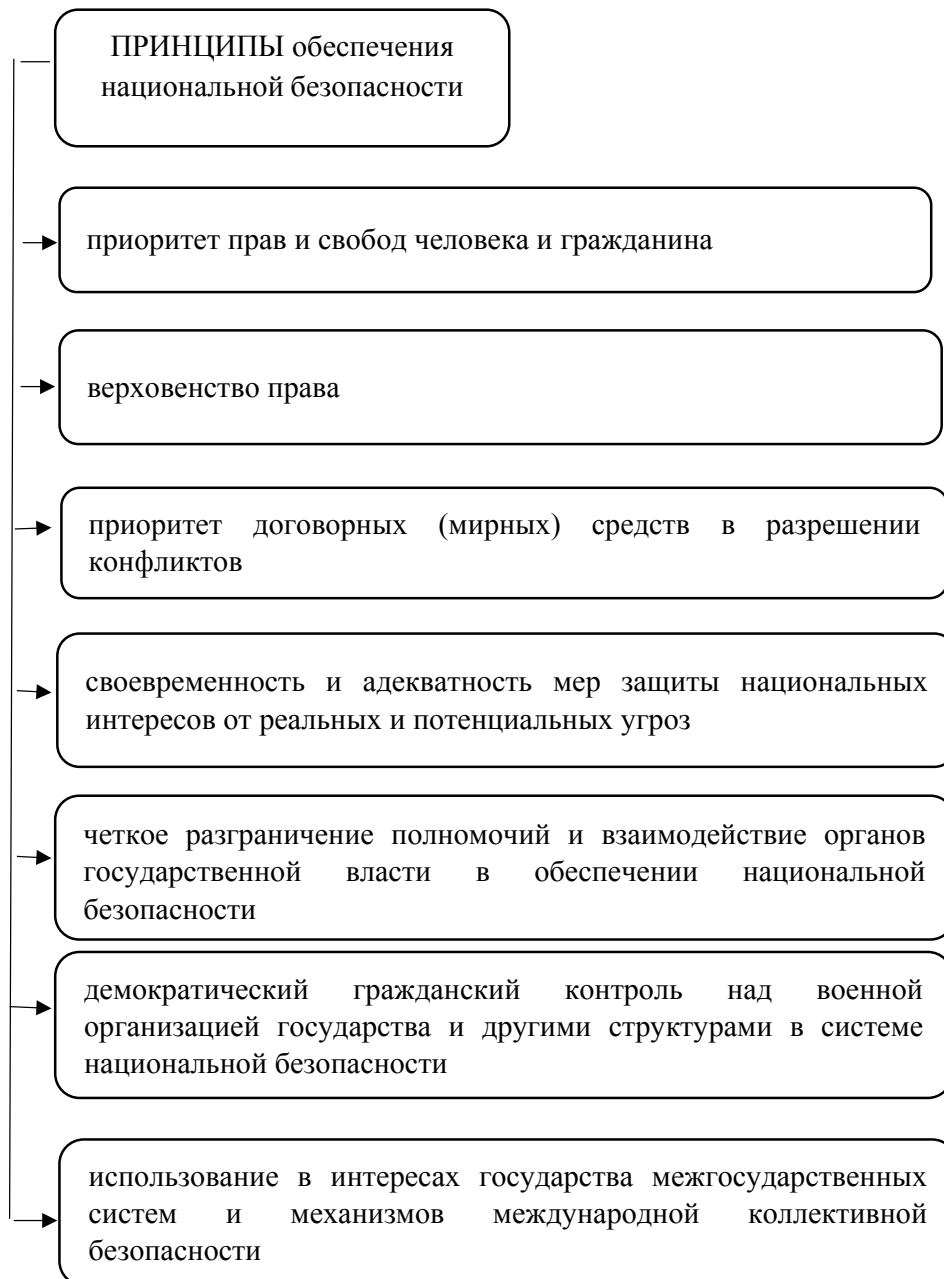 ПРИНЦИПЫ обеспечения
национальной безопасности
приоритет прав и свобод человека и гражданина
верховенство права
приоритет договорных (мирных) средств в разрешении
конфликтов
своевременность и адекватность мер защиты национальных
интересов от реальных и потенциальных угроз
четкое разграничение полномочий и взаимодействие органов
государственной власти в обеспечении национальной
безопасности
демократический гражданский контроль над военной
организацией государства и другими структурами в системе
национальной безопасности
использование в интересах государства межгосударственных
систем и механизмов международной коллективной
безопасности